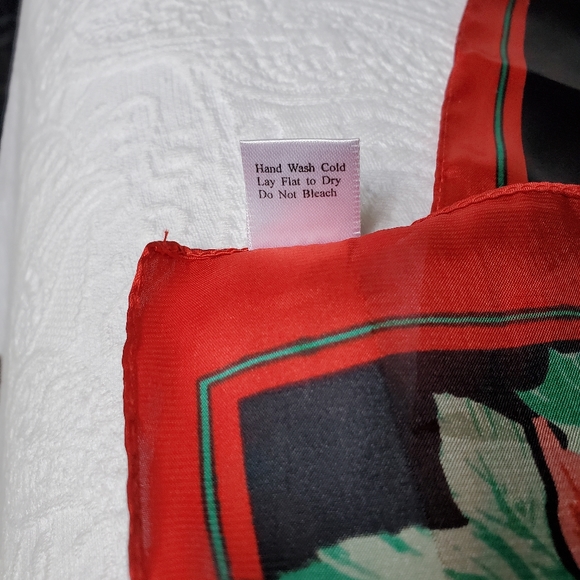 Hand Wash Cold
Lay Flat to Dry
Do Not Bleach